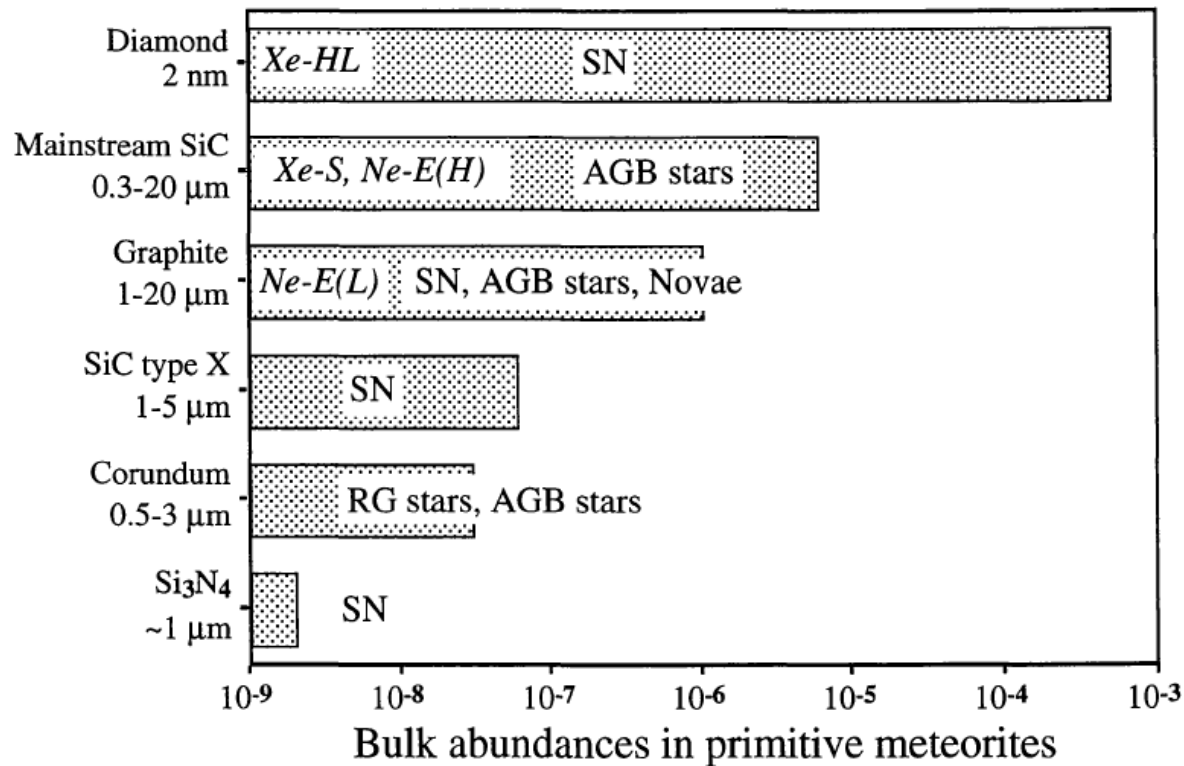 Diamond
2 nm
Xe-HL SN
Mainstream SiC
0.3-20 μm
Xe-S, Ne-E(H) AGB stars
Graphite
1-20 μm
Ne-E(L) SN, AGB stars, Novae
SiC type X
1-5 μm
SN
Corundum
0.5-3 μm
RG stars, AGB stars
Si₃N₄
~1 μm
SN
10⁻⁹ 10⁻⁸ 10⁻⁷ 10⁻⁶ 10⁻⁵ 10⁻⁴ 10⁻³
Bulk abundances in primitive meteorites